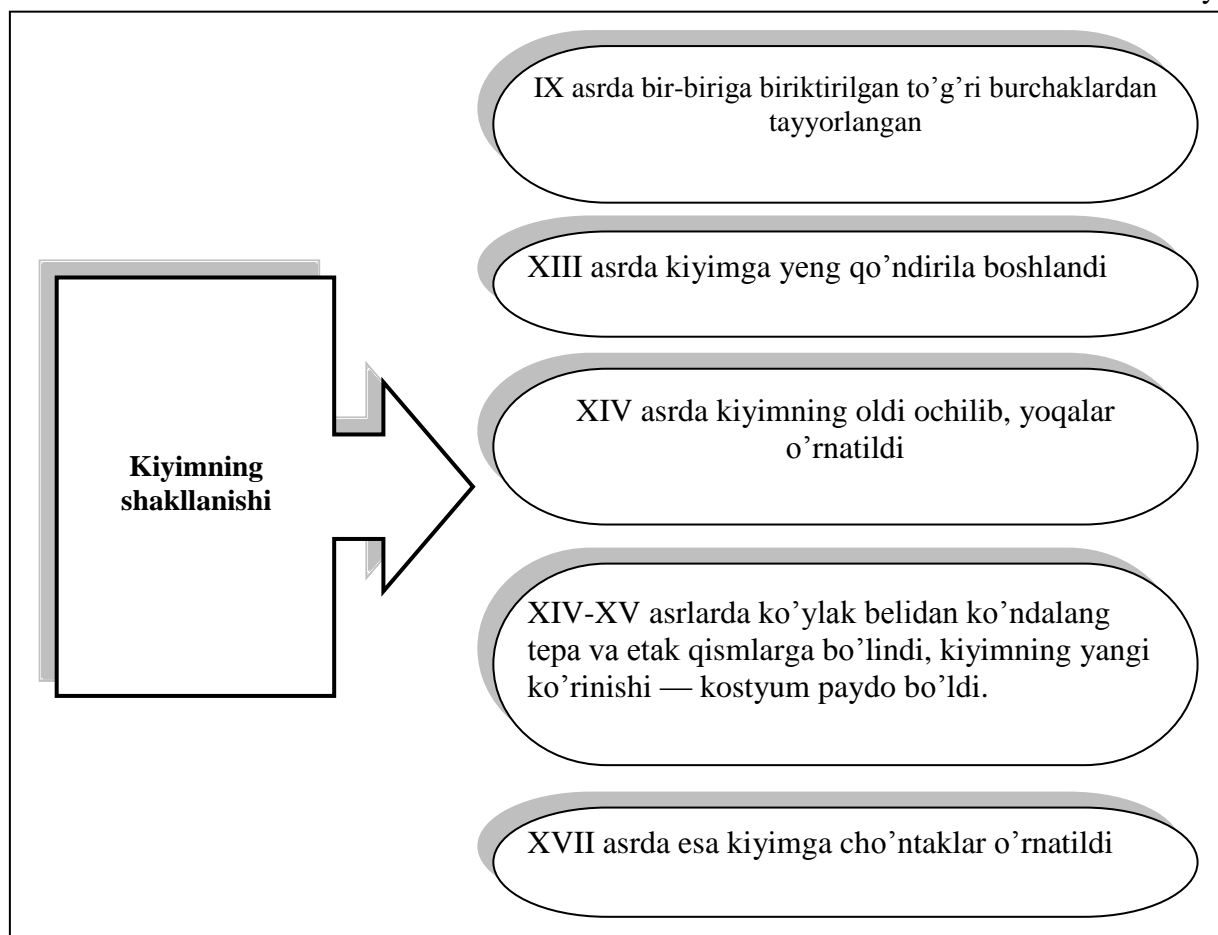 IX asrda bir-biriga biriktirilgan to’g’ri burchaklardan
tayyorlangan
XIII asrda kiyimga yeng qo’ndirila boshlandi
XIV asrda kiyimning oldi ochilib, yoqalar
o’rnatildi
Kiyimning
shakllanishi
XIV-XV asrlarda ko’ylak belidan ko’ndalang
tepa va etak qismlarga bo’lindi, kiyimning yangi
ko’rinishi — kostyum paydo bo’ldi.
XVII asrda esa kiyimga cho’ntaklar o’rnatildi